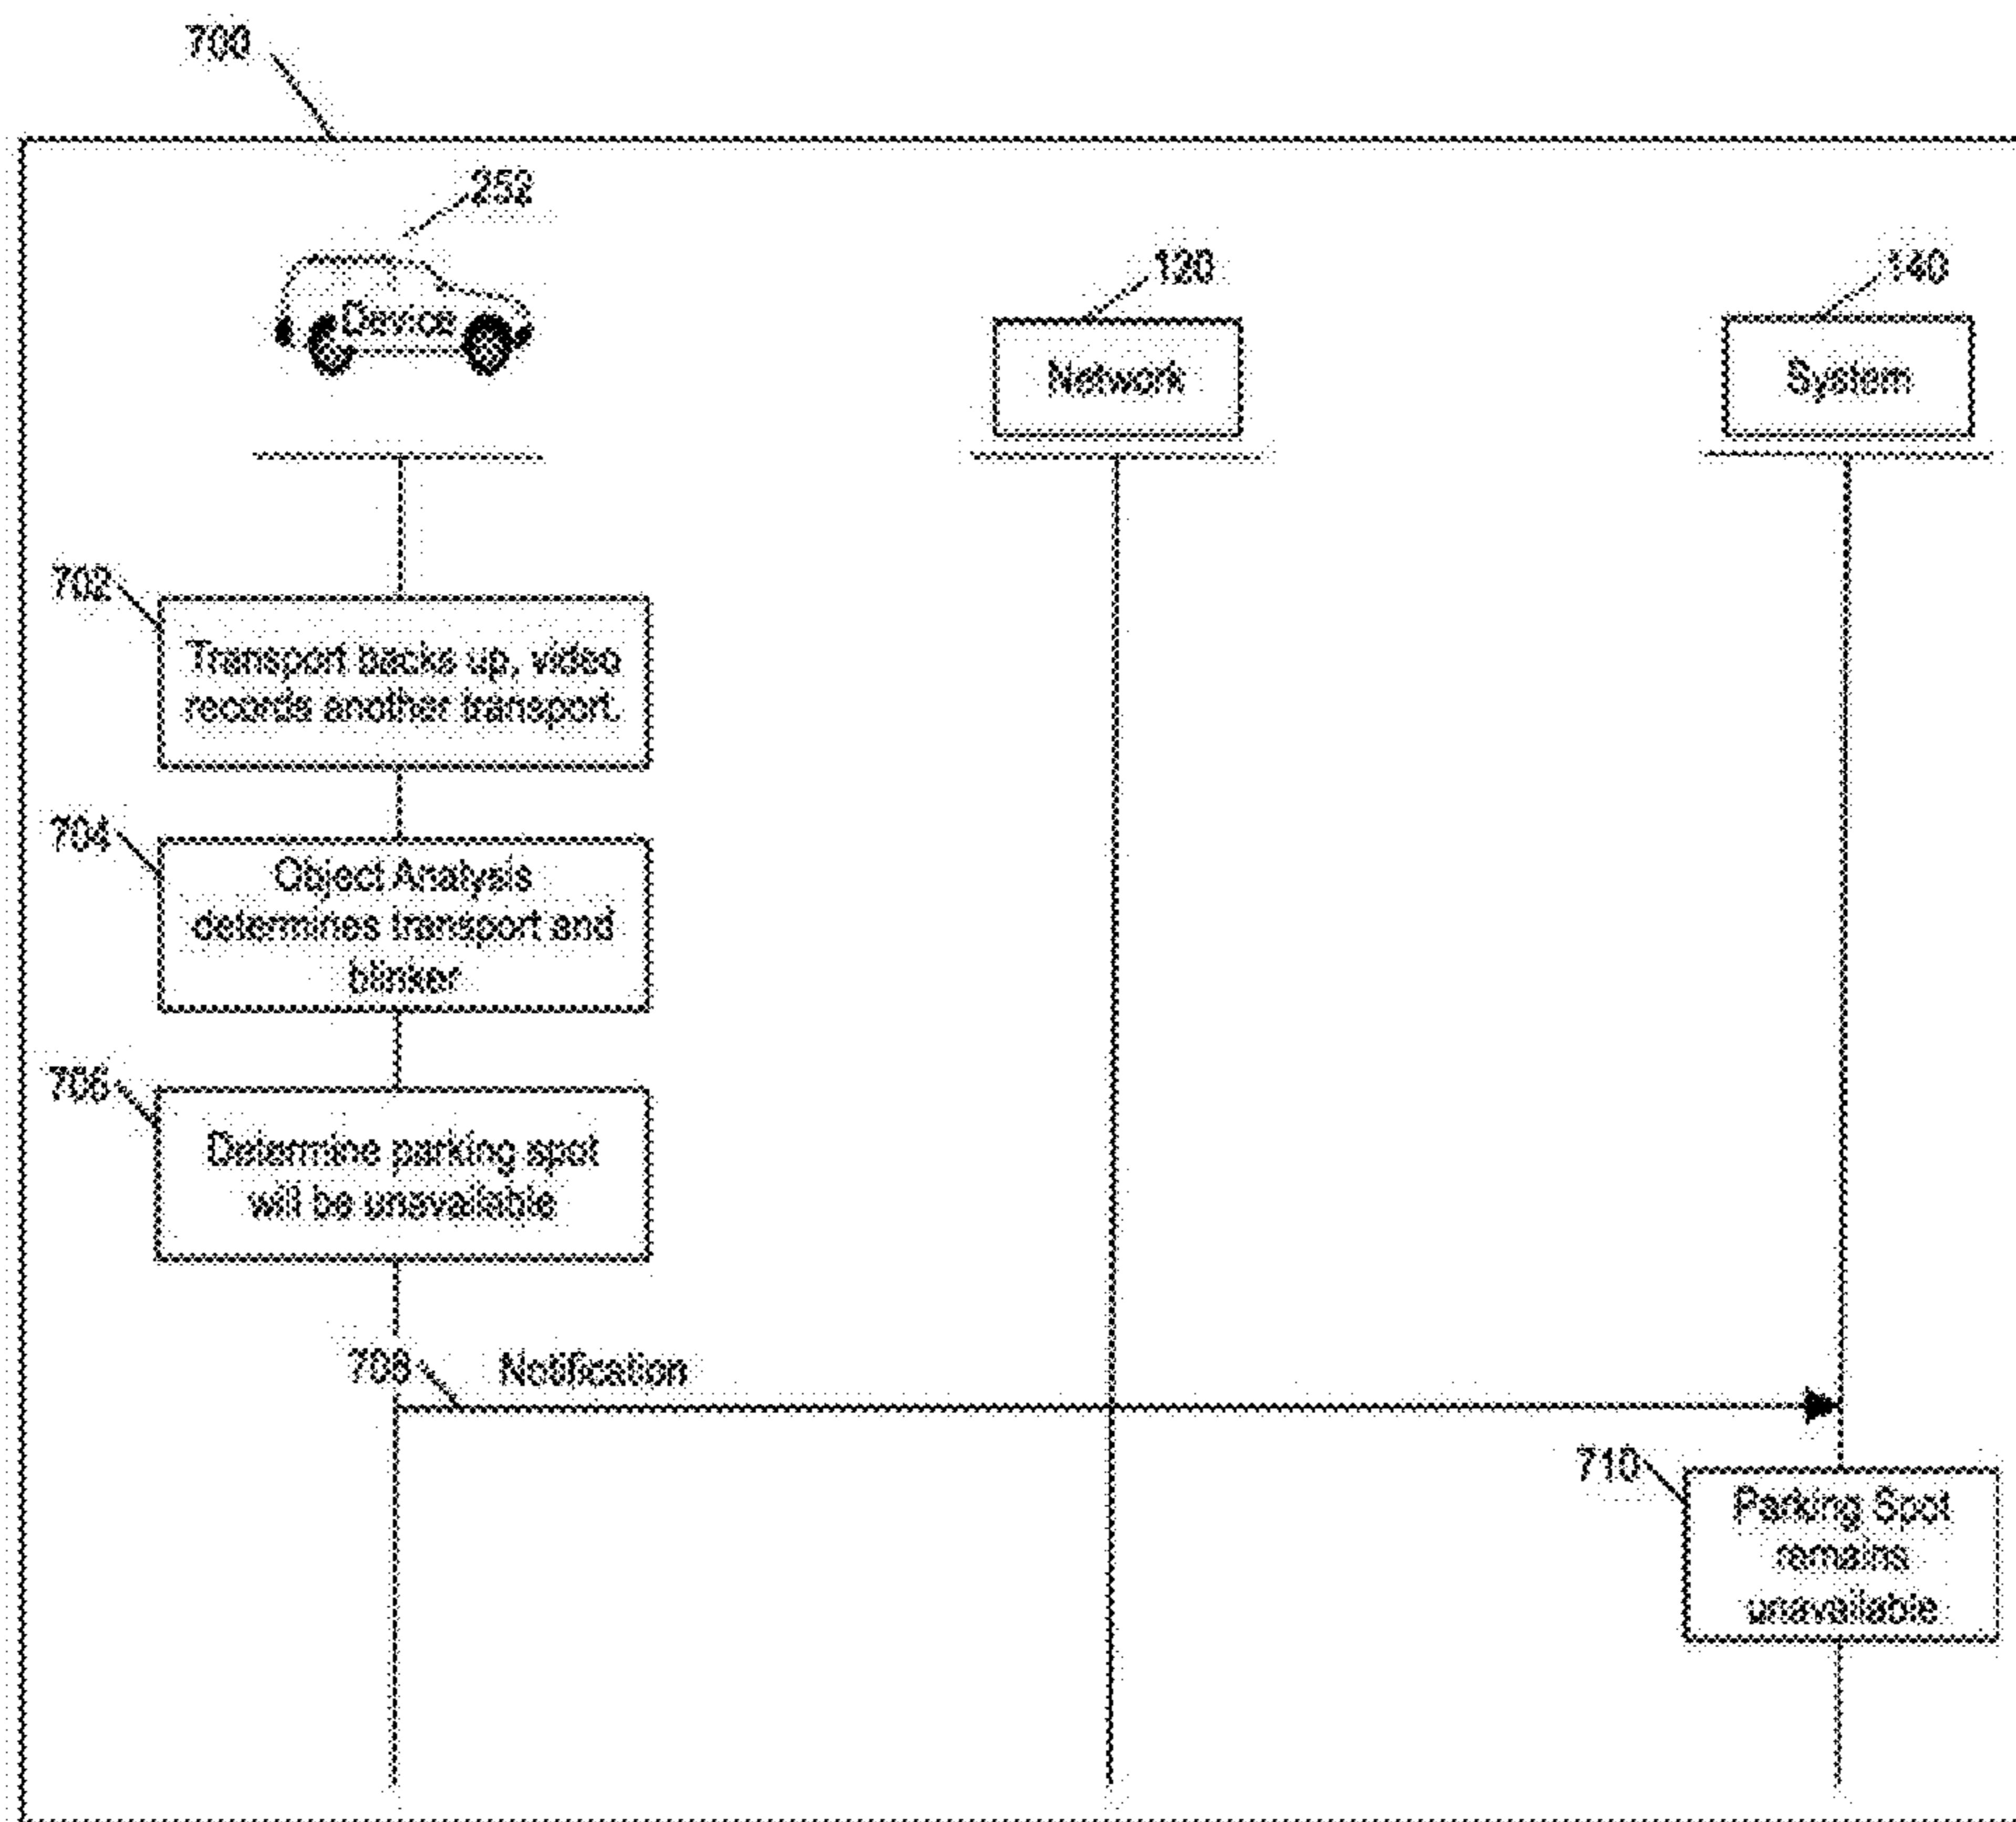 700
252
Device
120
Network
140
System
702
Transport backs up, video
records another transport.
704
Object Analysis
determines transport and
blinker
706
Determine parking spot
will be unavailable
708
Notification
710
Parking Spot
remains
unavailable